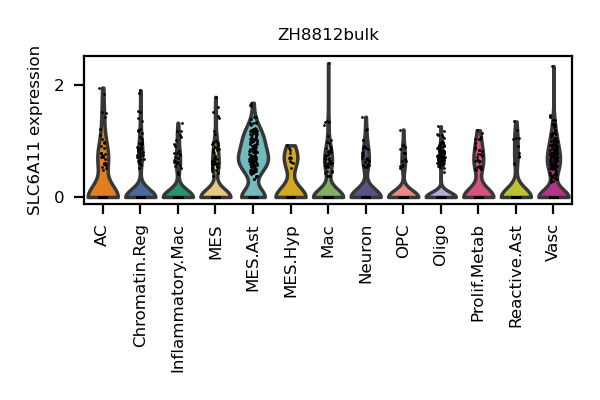 ZH8812bulk
SLC6A11 expression
2
0
AC
Chromatin.Reg
Inflammatory.Mac
MES
MES.Ast
MES.Hyp
Mac
Neuron
OPC
Oligo
Prolif.Metab
Reactive.Ast
Vasc